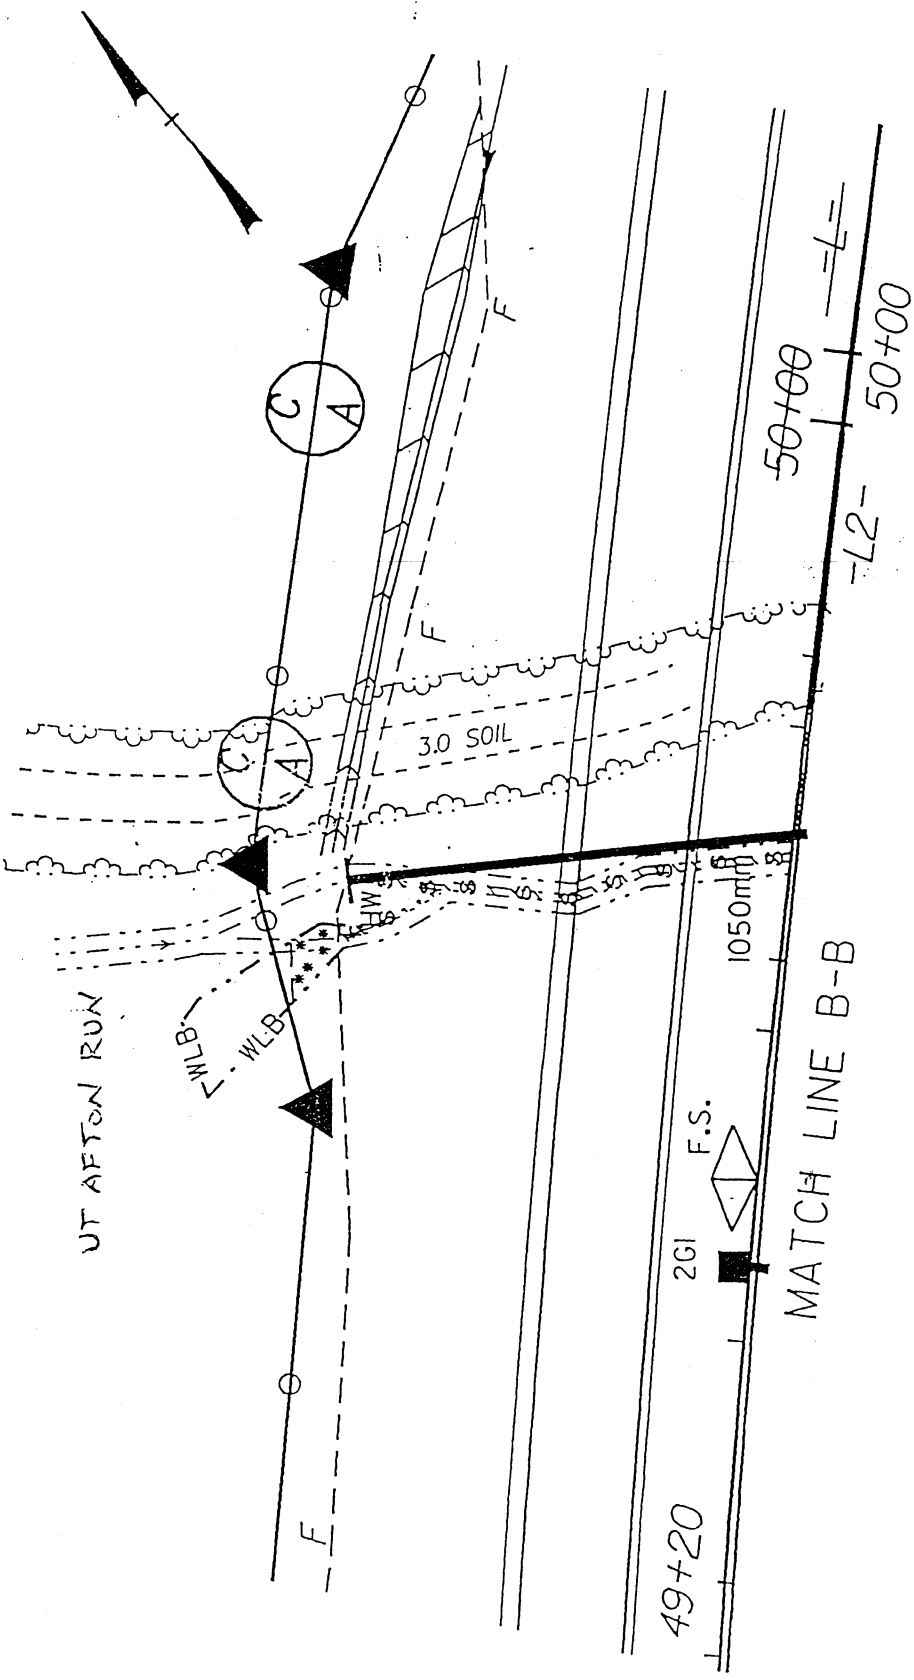 C
A
-L-
50+00
50+00
-L2-
F
F
C
A
3.0 SOIL
HW
1050mm
UT AFTON RUN
WLB
WLB
F.S.
2GI
MATCH LINE B-B
F
49+20